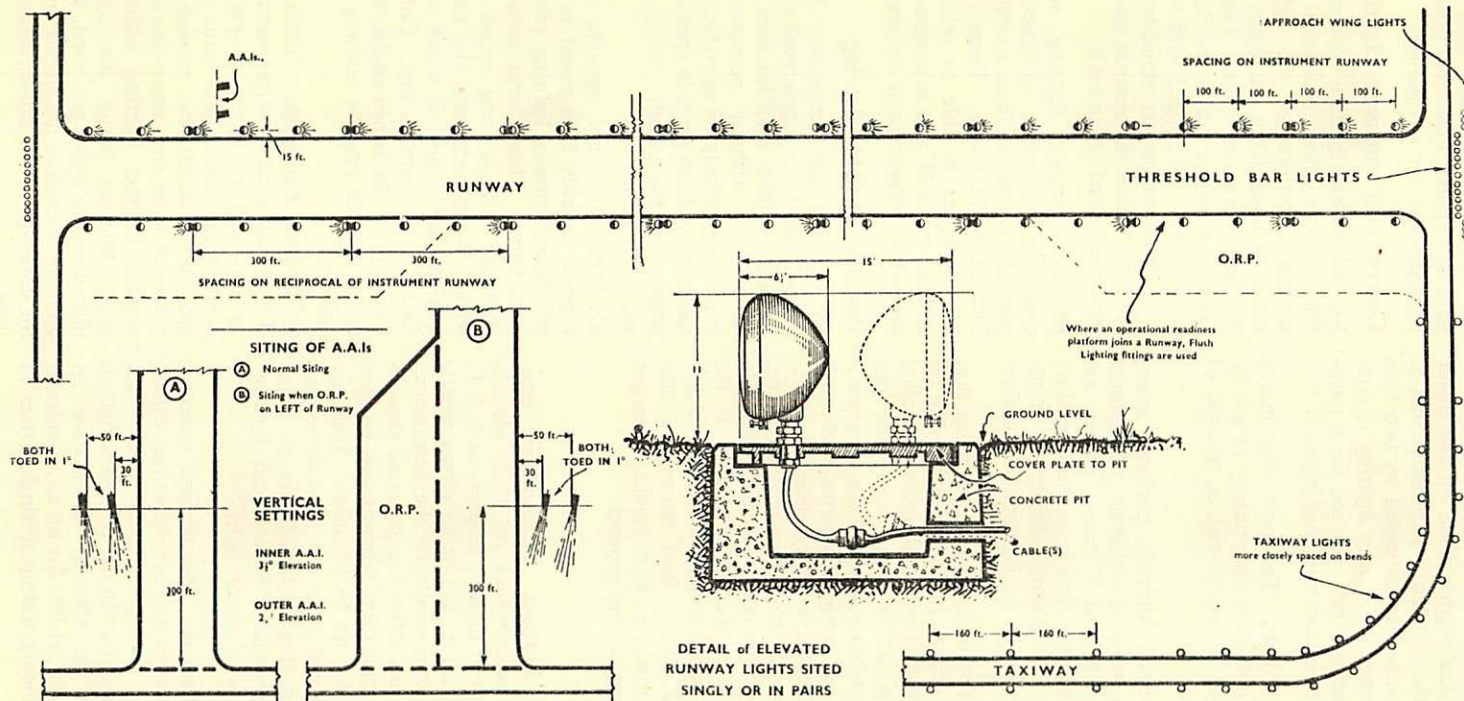 APPROACH WING LIGHTS
SPACING ON INSTRUMENT RUNWAY
100 ft. 100 ft. 100 ft. 100 ft.
A.A.Is.,
15 ft.
RUNWAY
THRESHOLD BAR LIGHTS
300 ft. 300 ft.
SPACING ON RECIPROCAL OF INSTRUMENT RUNWAY
O.R.P.
Where an operational readiness
platform joins a Runway, Flush
Lighting fittings are used
SITING OF A.A.Is
A Normal Siting
B Siting when O.R.P.
on LEFT of Runway
A
B
50 ft.
BOTH
TOED IN 1°
30
ft.
VERTICAL
SETTINGS
INNER A.A.I.
Elevation
OUTER A.A.I.
Elevation
300 ft.
O.R.P.
50 ft.
BOTH
TOED IN 1°
30
ft.
300 ft.
15'
GROUND LEVEL
COVER PLATE TO PIT
CONCRETE PIT
CABLE(S)
DETAIL of ELEVATED
RUNWAY LIGHTS SITED
SINGLY OR IN PAIRS
TAXIWAY LIGHTS
more closely spaced on bends
160 ft. 160 ft.
TAXIWAY